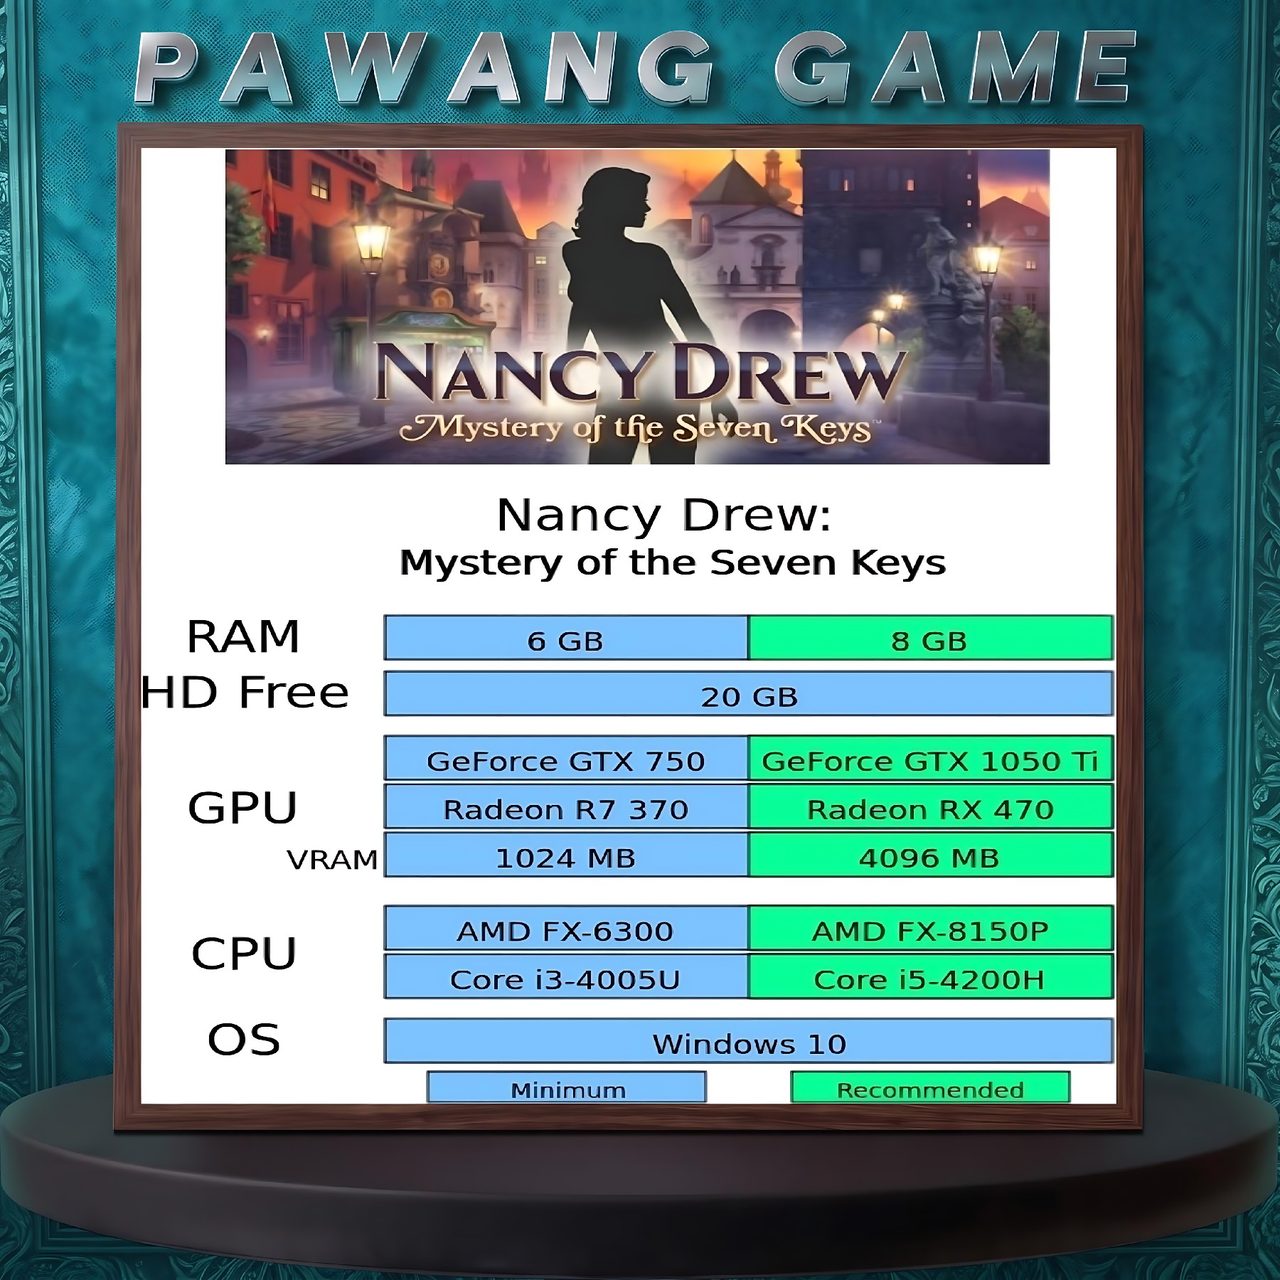 PAWANG GAME
NANCY DREW
Mystery of the Seven Keys™
Nancy Drew:
Mystery of the Seven Keys
RAM 6 GB 8 GB
HD Free 20 GB
GeForce GTX 750 GeForce GTX 1050 Ti
GPU Radeon R7 370 Radeon RX 470
VRAM 1024 MB 4096 MB
AMD FX-6300 AMD FX-8150P
CPU Core i3-4005U Core i5-4200H
OS Windows 10
Minimum Recommended